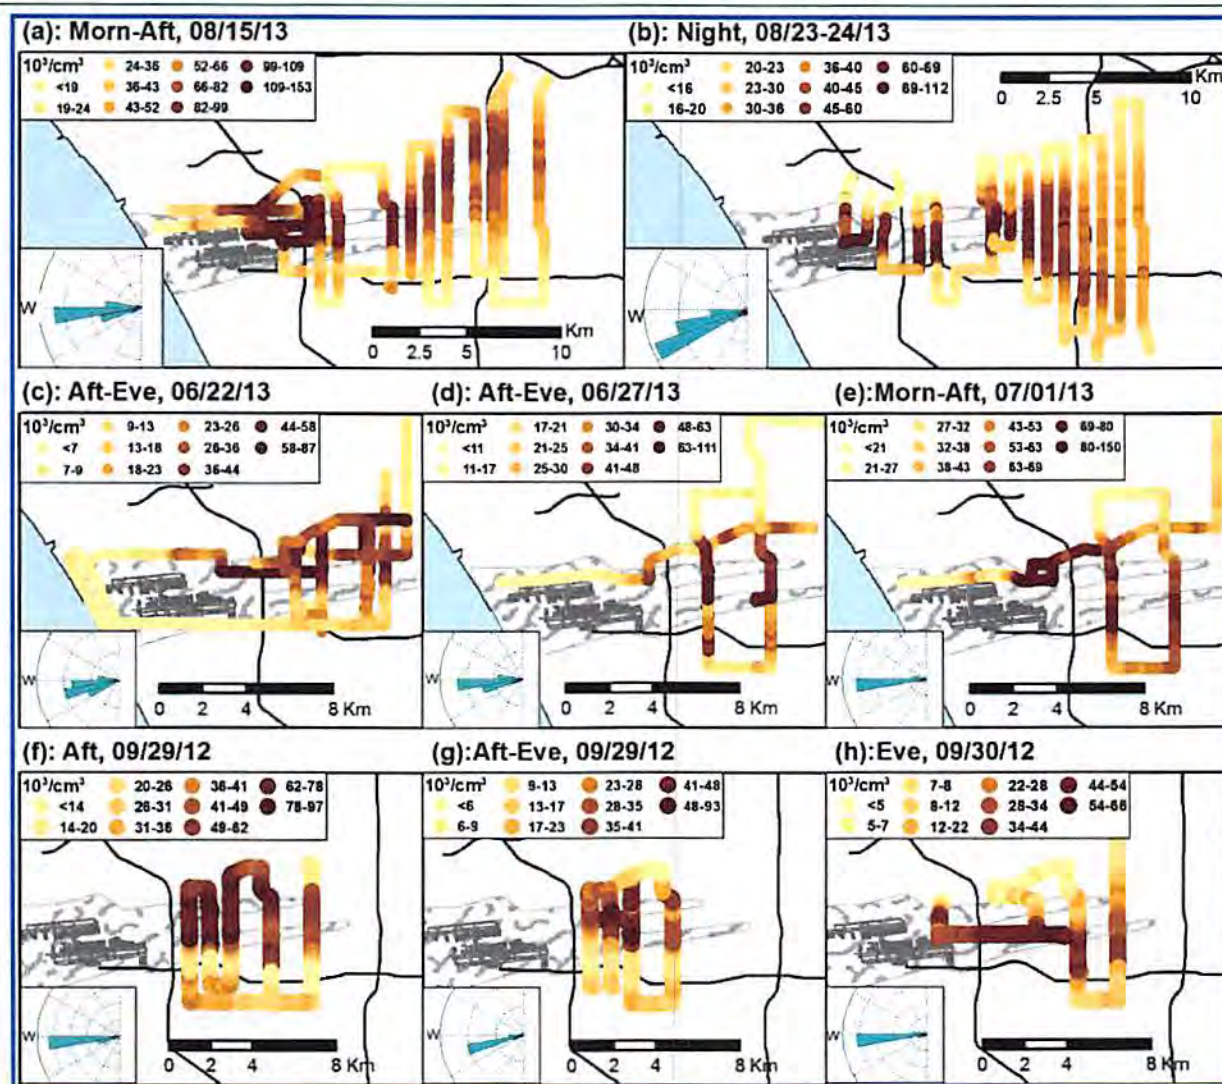 (a): Morn-Aft, 08/15/13
10³/cm³ 24-36 52-66 99-109
<19 36-43 66-82 109-153
19-24 43-52 82-99
W
Km
0 2.5 5 10
(b): Night, 08/23-24/13
10³/cm³ 20-23 36-40 60-69
<16 23-30 40-45 69-112
16-20 30-36 45-60
Km
0 2.5 5 10
W
(c): Aft-Eve, 06/22/13
10³/cm³ 9-13 23-26 44-58
<7 13-18 26-36 58-87
7-9 18-23 36-44
W
0 2 4 8 Km
(d): Aft-Eve, 06/27/13
10³/cm³ 17-21 30-34 48-63
<11 21-25 34-41 63-111
11-17 25-30 41-48
W
0 2 4 8 Km
(e):Morn-Aft, 07/01/13
10³/cm³ 27-32 43-53 69-80
<21 32-38 53-63 80-150
21-27 38-43 63-69
W
0 2 4 8 Km
(f): Aft, 09/29/12
10³/cm³ 20-26 36-41 62-78
<14 26-31 41-49 78-97
14-20 31-36 49-62
W
0 2 4 8 Km
(g):Aft-Eve, 09/29/12
10³/cm³ 9-13 23-28 41-48
<6 13-17 28-35 48-93
6-9 17-23 35-41
W
0 2 4 8 Km
(h):Eve, 09/30/12
10³/cm³ 7-8 22-28 44-54
<5 8-12 28-34 54-66
5-7 12-22 34-44
W
0 2 4 8 Km